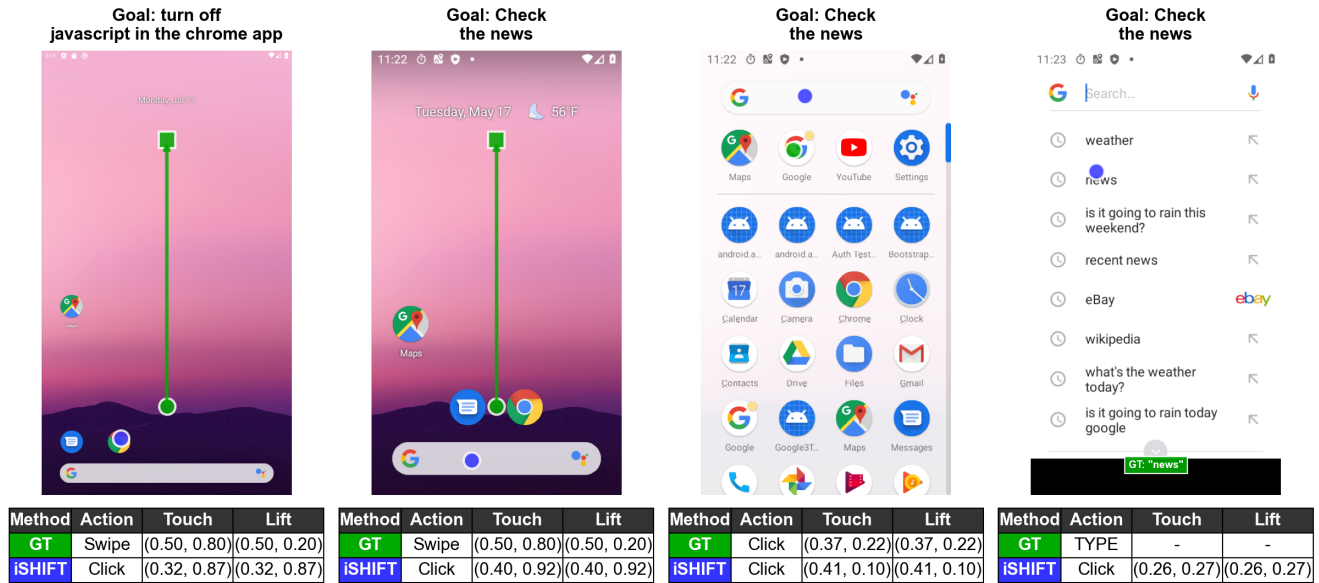 Goal: turn off
javascript in the chrome app
Monday, Jul 1
Maps
Method Action Touch Lift
GT Swipe (0.50, 0.80) (0.50, 0.20)
iSHIFT Click (0.32, 0.87) (0.32, 0.87)
Goal: Check
the news
11:22
Tuesday, May 17 56°F
Maps
Method Action Touch Lift
GT Swipe (0.50, 0.80) (0.50, 0.20)
iSHIFT Click (0.40, 0.92) (0.40, 0.92)
Goal: Check
the news
11:22
Maps Google YouTube Settings
android.a... android.a... Auth Test... Bootstrap...
17
Calendar Camera Chrome Clock
Contacts Drive Files Gmail
Google Google3T... Maps Messages
Method Action Touch Lift
GT Click (0.37, 0.22) (0.37, 0.22)
iSHIFT Click (0.41, 0.10) (0.41, 0.10)
Goal: Check
the news
11:23
Search...
weather
news
is it going to rain this
weekend?
recent news
eBay ebay
wikipedia
what's the weather
today?
is it going to rain today
google
GT: "news"
Method Action Touch Lift
GT TYPE - -
iSHIFT Click (0.26, 0.27) (0.26, 0.27)